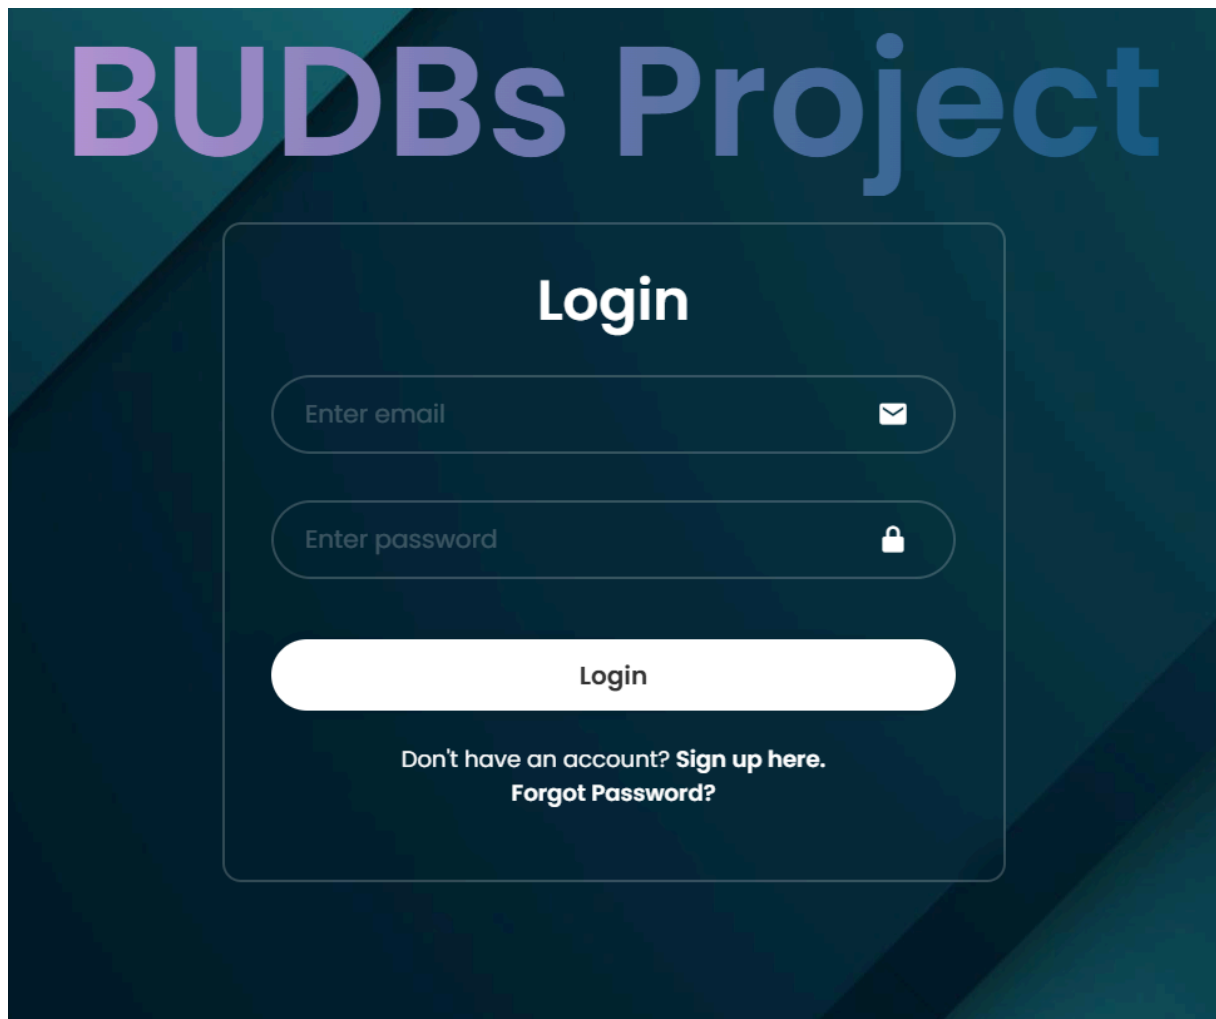 BUDBs Project
Login
Enter email
Enter password
Login
Don't have an account? Sign up here.
Forgot Password?